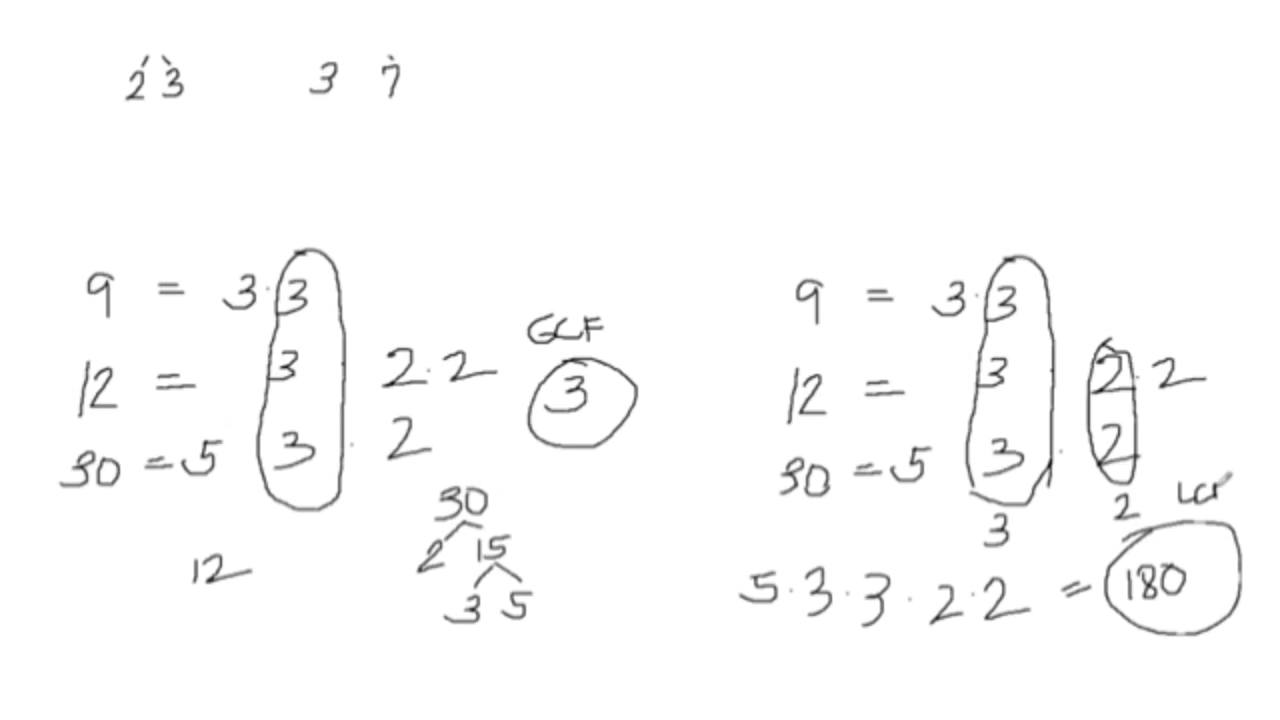 2 3 3 7
9 = 3·3
12 = 3 2·2
30 = 5 3 · 2
GCF
3
30
2 15
3 5
12
9 = 3·3
12 = 3 2·2
30 = 5 3 · 2
3 2
5·3·3·2·2 = 180